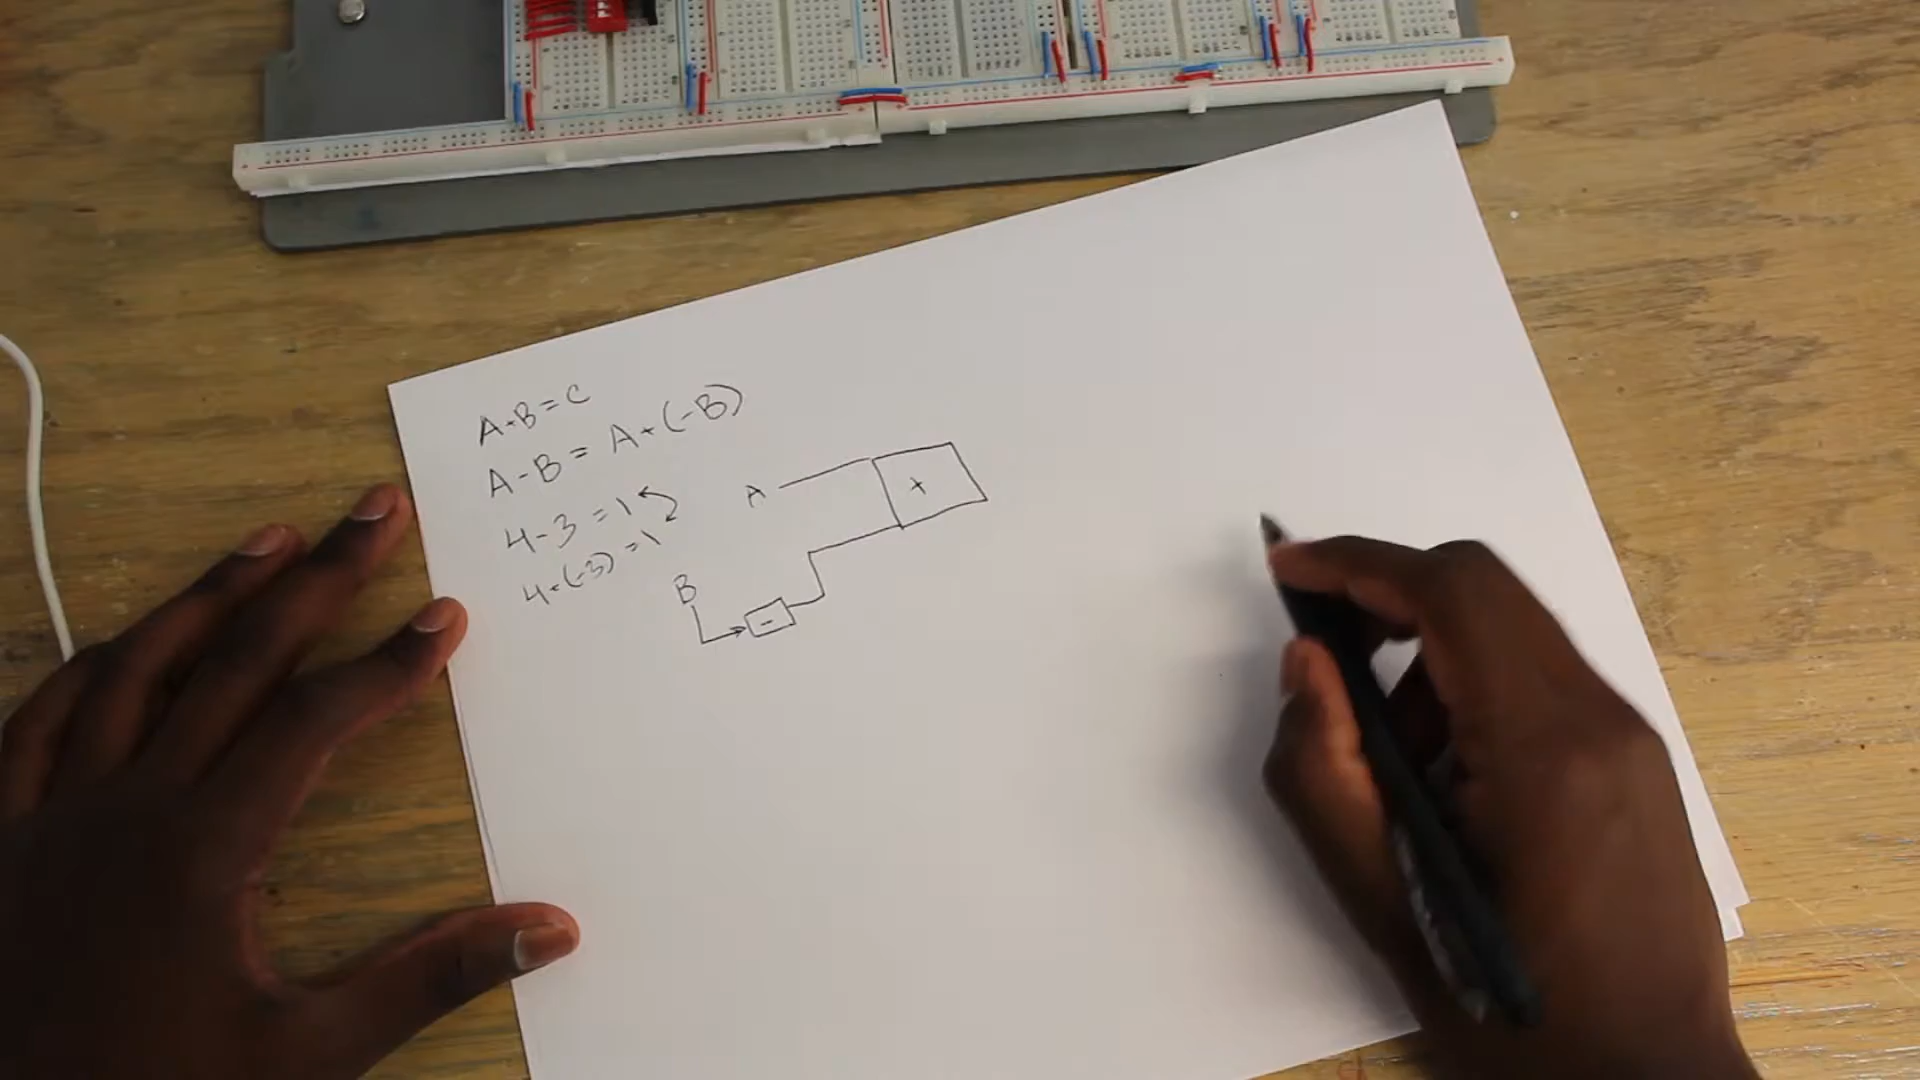 A+B=C
A-B = A+(-B)
4-3 = 1
4+(-3) = 1
A
+
B
-